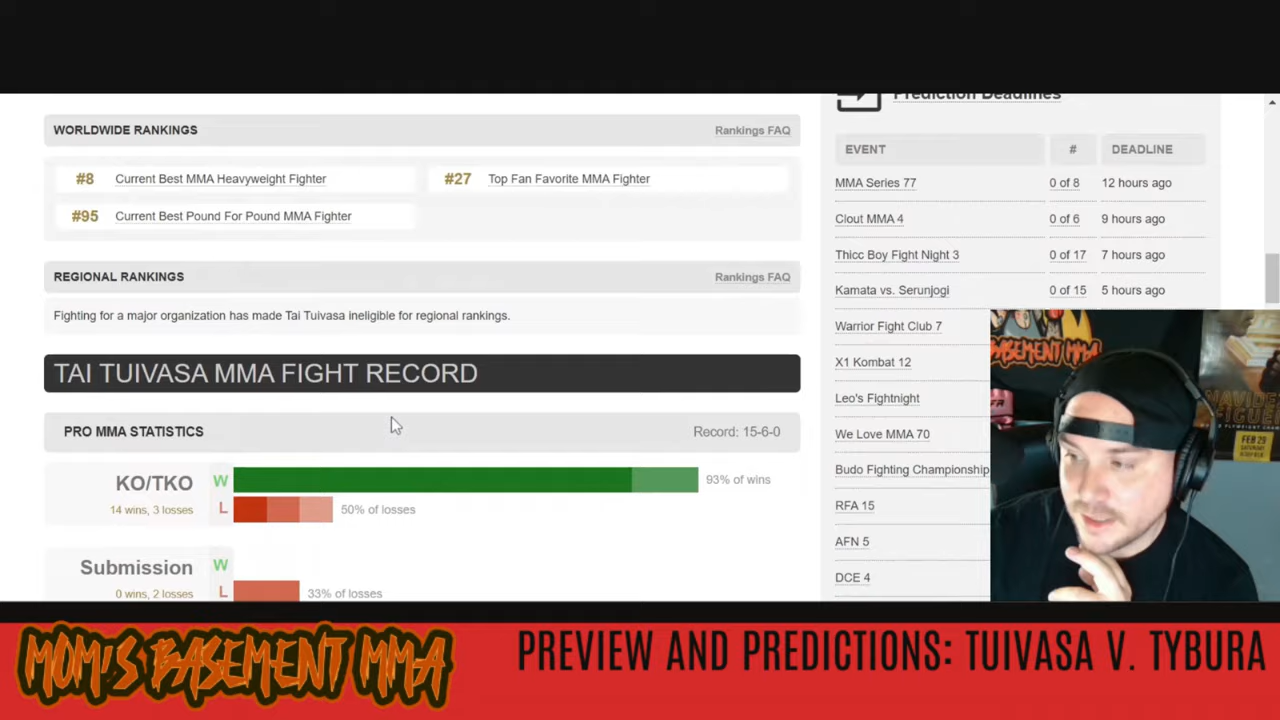 Prediction Deadlines
WORLDWIDE RANKINGS
Rankings FAQ
#8 Current Best MMA Heavyweight Fighter
#27 Top Fan Favorite MMA Fighter
#95 Current Best Pound For Pound MMA Fighter
REGIONAL RANKINGS
Rankings FAQ
Fighting for a major organization has made Tai Tuivasa ineligible for regional rankings.
TAI TUIVASA MMA FIGHT RECORD
PRO MMA STATISTICS
Record: 15-6-0
KO/TKO
14 wins, 3 losses
W
93% of wins
L
50% of losses
Submission
0 wins, 2 losses
W
L
33% of losses
EVENT # DEADLINE
MMA Series 77 0 of 8 12 hours ago
Clout MMA 4 0 of 6 9 hours ago
Thicc Boy Fight Night 3 0 of 17 7 hours ago
Kamata vs. Serunjogi 0 of 15 5 hours ago
Warrior Fight Club 7
X1 Kombat 12
Leo's Fightnight
We Love MMA 70
Budo Fighting Championship
RFA 15
AFN 5
DCE 4
BASEMENT MMA
FEB 29
MOM'S BASEMENT MMA
PREVIEW AND PREDICTIONS: TUIVASA V. TYBURA